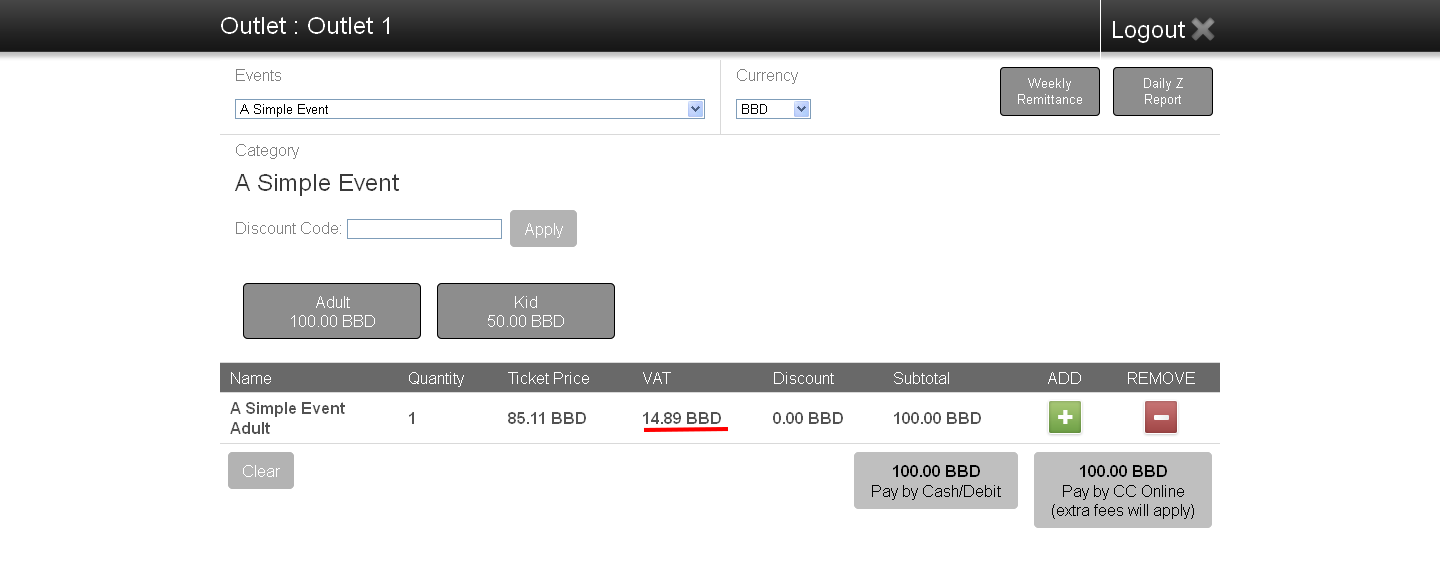 Outlet : Outlet 1
Logout
Events
Currency
A Simple Event
BBD
Weekly
Remittance
Daily Z
Report
Category
A Simple Event
Discount Code:
Apply
Adult
100.00 BBD
Kid
50.00 BBD
Name Quantity Ticket Price VAT Discount Subtotal ADD REMOVE
A Simple Event
Adult
1 85.11 BBD 14.89 BBD 0.00 BBD 100.00 BBD
Clear
100.00 BBD
Pay by Cash/Debit
100.00 BBD
Pay by CC Online
(extra fees will apply)